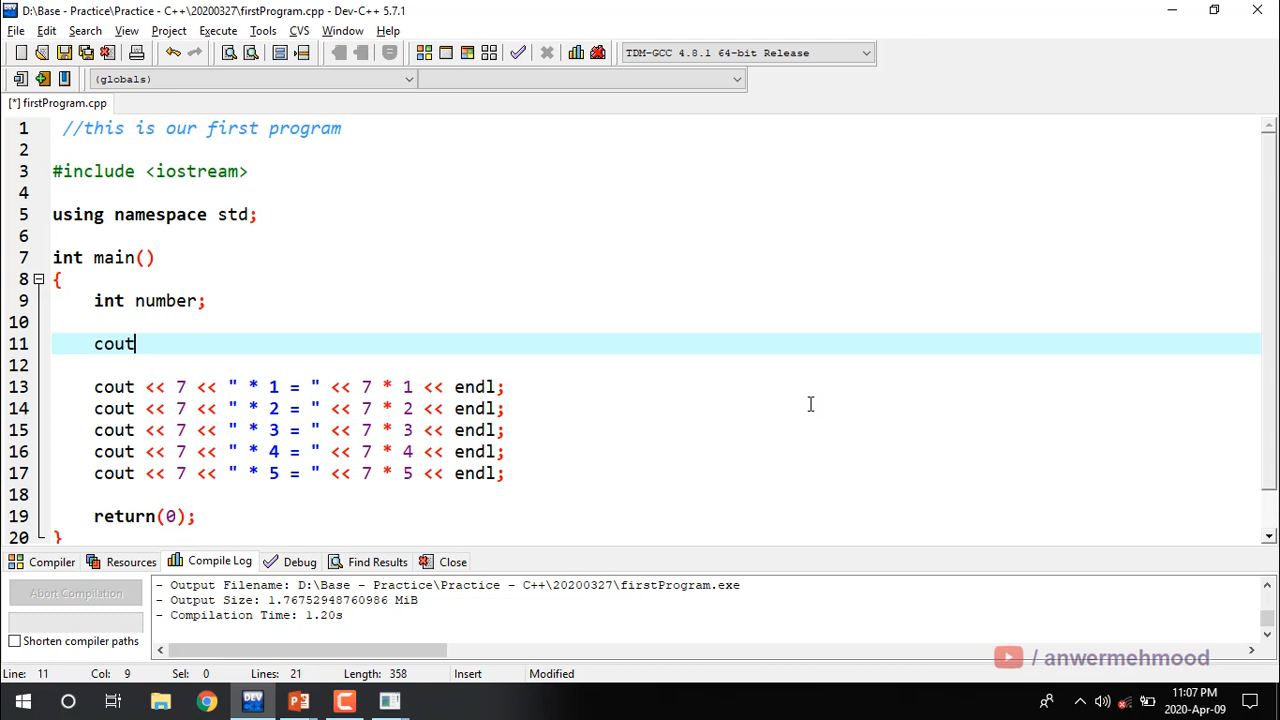 D:\Base - Practice\Practice - C++\20200327\firstProgram.cpp - Dev-C++ 5.7.1
File Edit Search View Project Execute Tools CVS Window Help
TDM-GCC 4.8.1 64-bit Release
(globals)
[*] firstProgram.cpp
1 //this is our first program
2
3 #include <iostream>
4
5 using namespace std;
6
7 int main()
8 {
9 int number;
10
11 cout
12
13 cout << 7 << " * 1 = " << 7 * 1 << endl;
14 cout << 7 << " * 2 = " << 7 * 2 << endl;
15 cout << 7 << " * 3 = " << 7 * 3 << endl;
16 cout << 7 << " * 4 = " << 7 * 4 << endl;
17 cout << 7 << " * 5 = " << 7 * 5 << endl;
18
19 return(0);
20 }
Compiler Resources Compile Log Debug Find Results Close
Abort Compilation
Shorten compiler paths
- Output Filename: D:\Base - Practice\Practice - C++\20200327\firstProgram.exe
- Output Size: 1.76752948760986 MiB
- Compilation Time: 1.20s
/ anwermehmood
Line: 11 Col: 9 Sel: 0 Lines: 21 Length: 358 Insert Modified
DEV
11:07 PM
2020-Apr-09